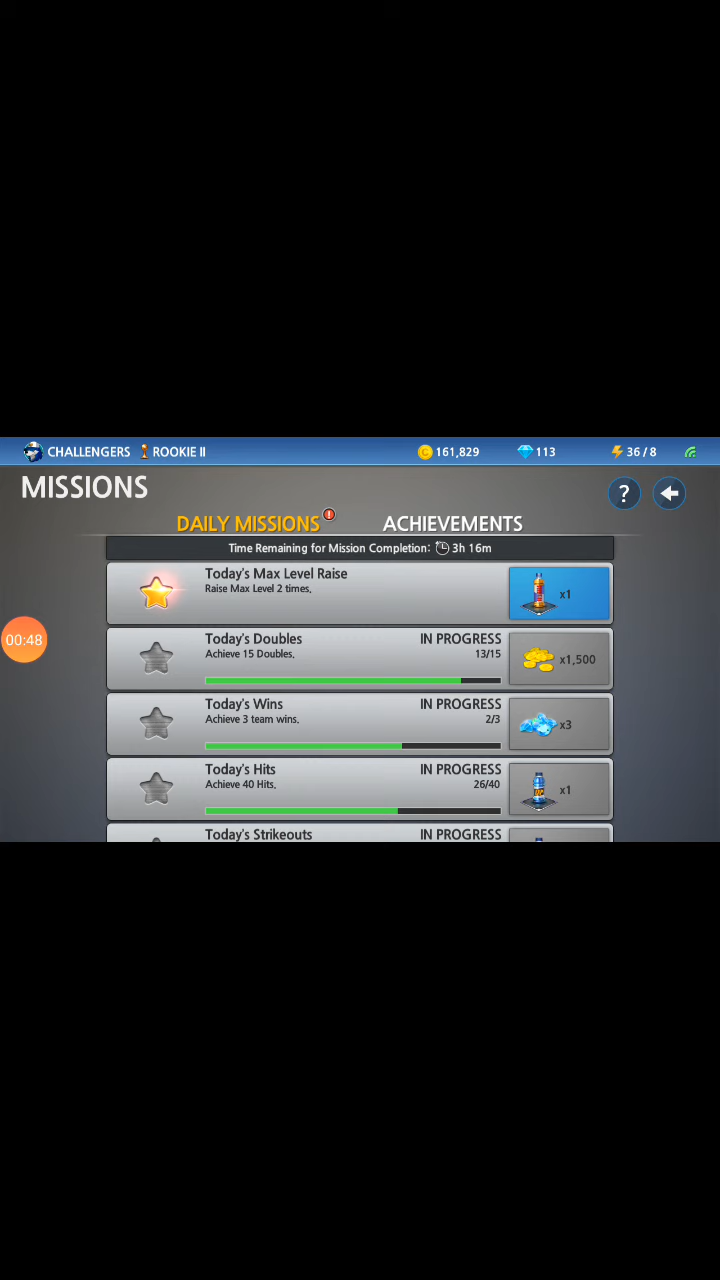 CHALLENGERS ROOKIE II 161,829 113 36 / 8
MISSIONS
?
DAILY MISSIONS ! ACHIEVEMENTS
Time Remaining for Mission Completion: 3h 16m
Today's Max Level Raise
Raise Max Level 2 times.
x1
00:48
Today's Doubles IN PROGRESS
Achieve 15 Doubles. 13/15
x1,500
Today's Wins IN PROGRESS
Achieve 3 team wins. 2/3
x3
Today's Hits IN PROGRESS
Achieve 40 Hits. 26/40
x1
Today's Strikeouts IN PROGRESS